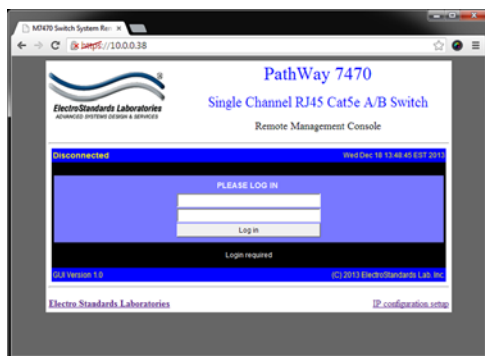 M7470 Switch System Rem
https://10.0.0.38
ElectroStandards Laboratories
ADVANCED SYSTEMS DESIGN & SERVICES
®
PathWay 7470
Single Channel RJ45 Cat5e A/B Switch
Remote Management Console
Disconnected
Wed Dec 18 13:48:45 EST 2013
PLEASE LOG IN
Log in
Login required
GUI Version 1.0
(C) 2013 ElectroStandards Lab. Inc
Electro Standards Laboratories
IP configuration setup